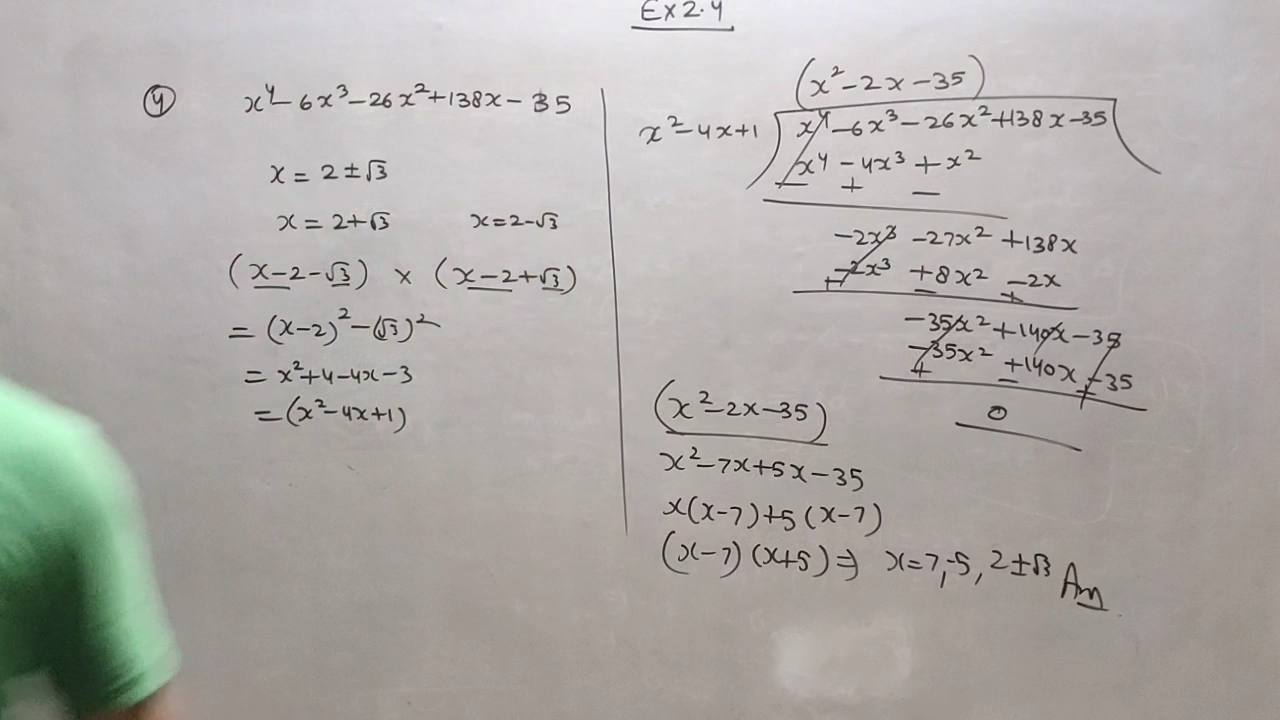 Ex 2.4
④ x⁴ – 6x³ – 26x² + 138x – 35
x = 2 ± √3
x = 2+√3 x = 2-√3
(x-2-√3) × (x-2+√3)
= (x-2)² - (√3)²
= x² + 4 - 4x - 3
= (x² - 4x + 1)
(x² - 2x - 35)
x² - 4x + 1 ) x⁴ - 6x³ - 26x² + 138x - 35
x⁴ - 4x³ + x²
– + –
-2x³ - 27x² + 138x
-2x³ + 8x² - 2x
+ – +
-35x² + 140x - 35
-35x² + 140x - 35
+ – +
0
(x² - 2x - 35)
x² - 7x + 5x - 35
x(x-7) + 5(x-7)
(x-7) (x+5) ⇒ x = 7, -5, 2 ± √3 Ans